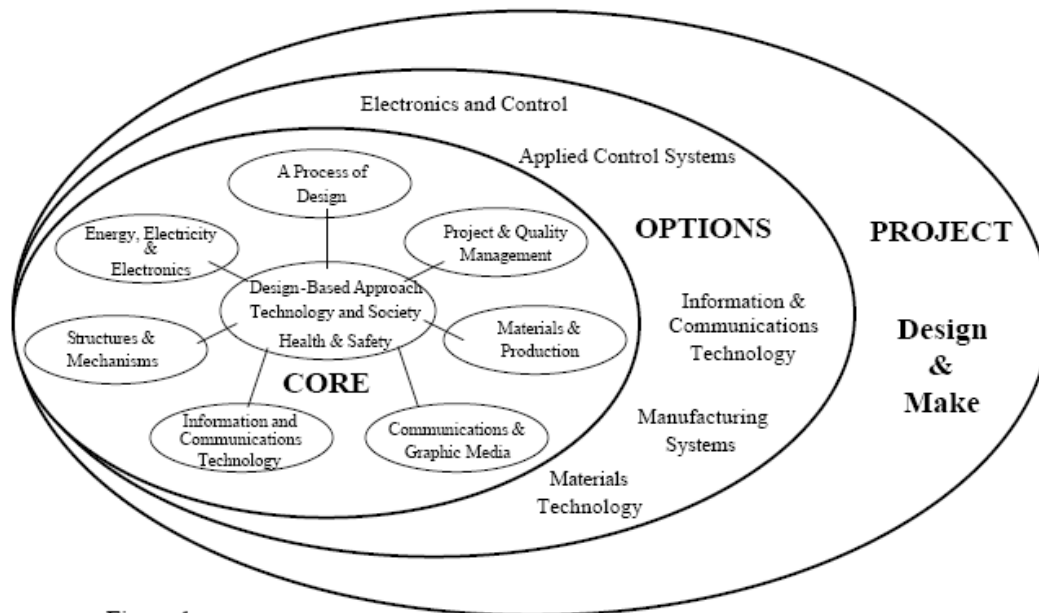 Electronics and Control
Applied Control Systems
A Process of
Design
Energy, Electricity
&
Electronics
Project & Quality
Management
OPTIONS
PROJECT
Design-Based Approach
Technology and Society
Health & Safety
Structures &
Mechanisms
Materials &
Production
Information &
Communications
Technology
Design
&
Make
CORE
Information and
Communications
Technology
Communications &
Graphic Media
Manufacturing
Systems
Materials
Technology